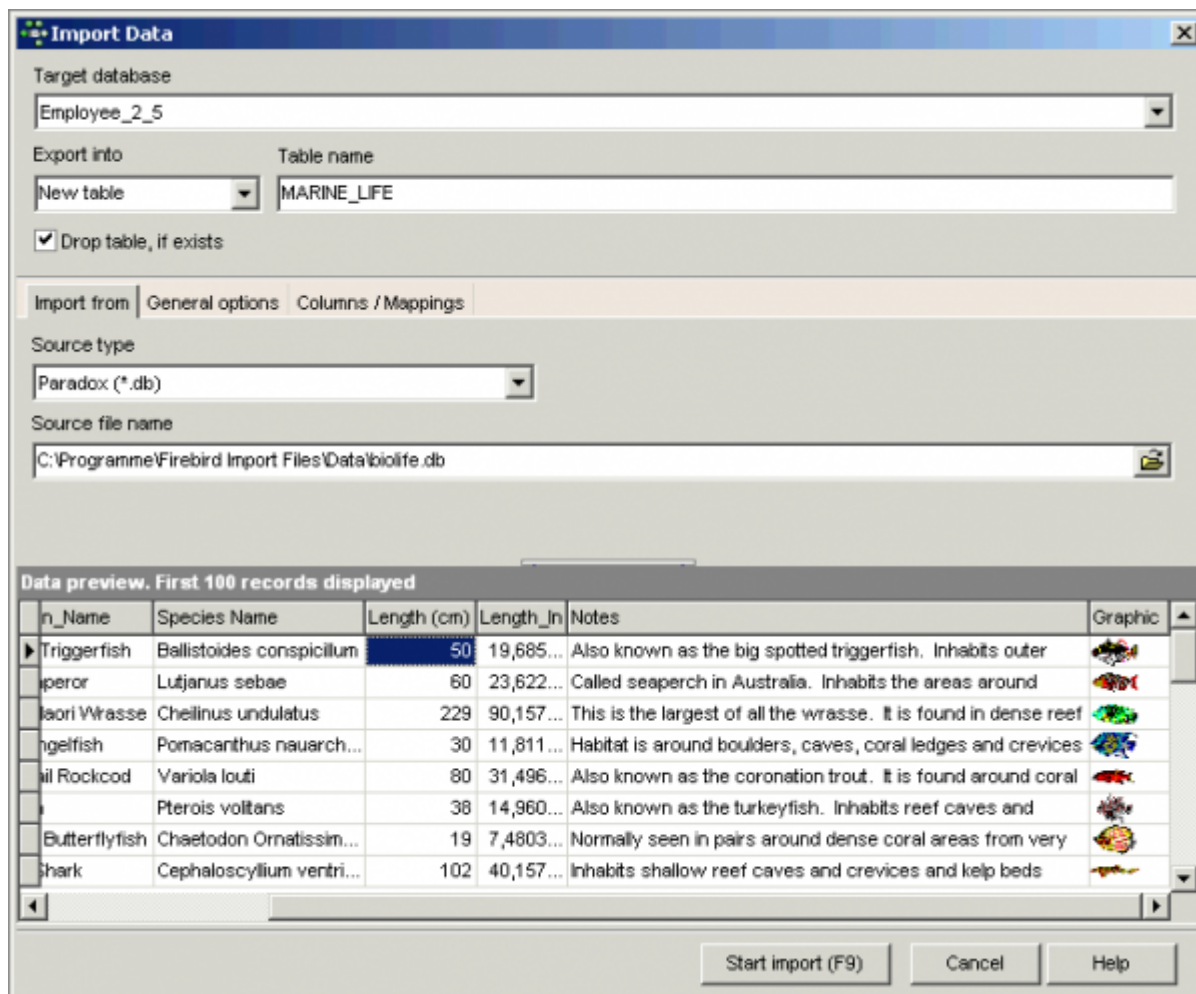 Import Data
Target database
Employee_2_5
Export into Table name
New table MARINE_LIFE
Drop table, if exists
Import from General options Columns / Mappings
Source type
Paradox (*.db)
Source file name
C:\Programme\Firebird Import Files\Data\biolife.db
Data preview. First 100 records displayed
n_Name Species Name Length (cm) Length_In Notes Graphic
Triggerfish Ballistoides conspicillum 50 19,685... Also known as the big spotted triggerfish. Inhabits outer
peror Lutjanus sebae 60 23,622... Called seaperch in Australia. Inhabits the areas around
laori Wrasse Cheilinus undulatus 229 90,157... This is the largest of all the wrasse. It is found in dense reef
ngelfish Pomacanthus nauarch... 30 11,811... Habitat is around boulders, caves, coral ledges and crevices
ail Rockcod Variola louti 80 31,496... Also known as the coronation trout. It is found around coral
Pterois volitans 38 14,960... Also known as the turkeyfish. Inhabits reef caves and
Butterflyfish Chaetodon Ornatissim... 19 7,4803... Normally seen in pairs around dense coral areas from very
Shark Cephaloscyllium ventri... 102 40,157... Inhabits shallow reef caves and crevices and kelp beds
Start import (F9) Cancel Help